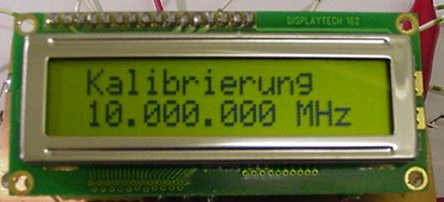 DISPLAYTECH 162
Kalibrierung
10.000.000 MHz